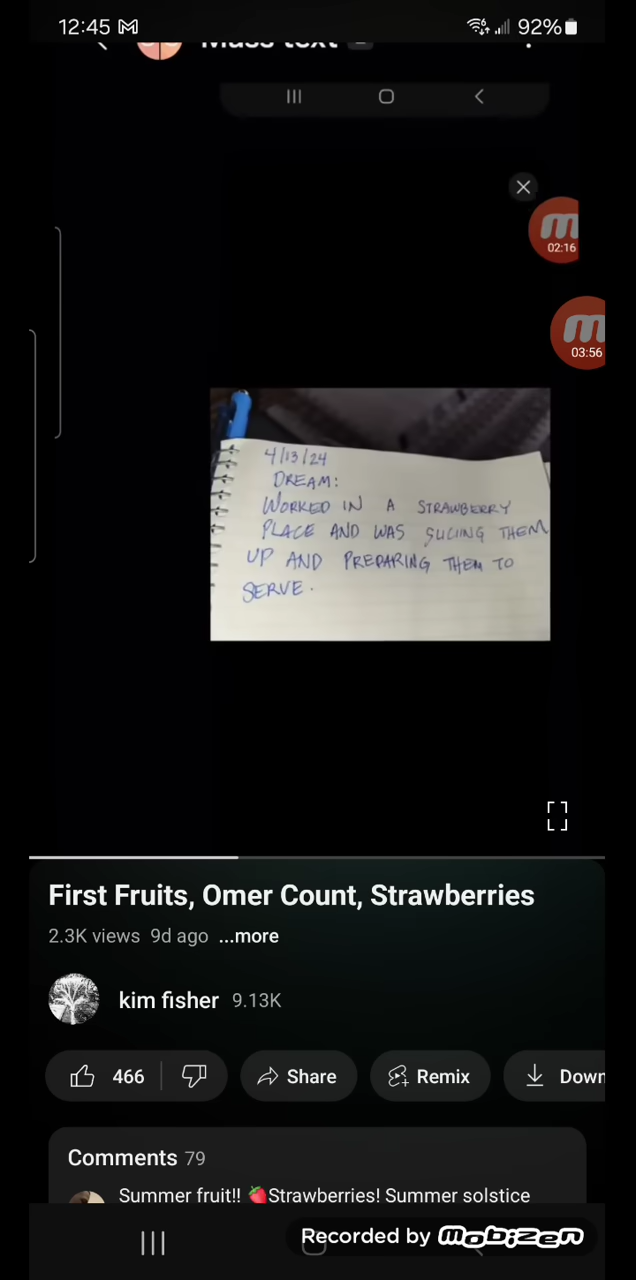 12:45
92%
Mass text
02:16
03:56
4/13/24
DREAM:
WORKED IN A STRAWBERRY
PLACE AND WAS SLICING THEM
UP AND PREPARING THEM TO
SERVE.
First Fruits, Omer Count, Strawberries
2.3K views 9d ago ...more
kim fisher 9.13K
466 Share Remix Down
Comments 79
Summer fruit!! 🍓Strawberries! Summer solstice
Recorded by mobizen